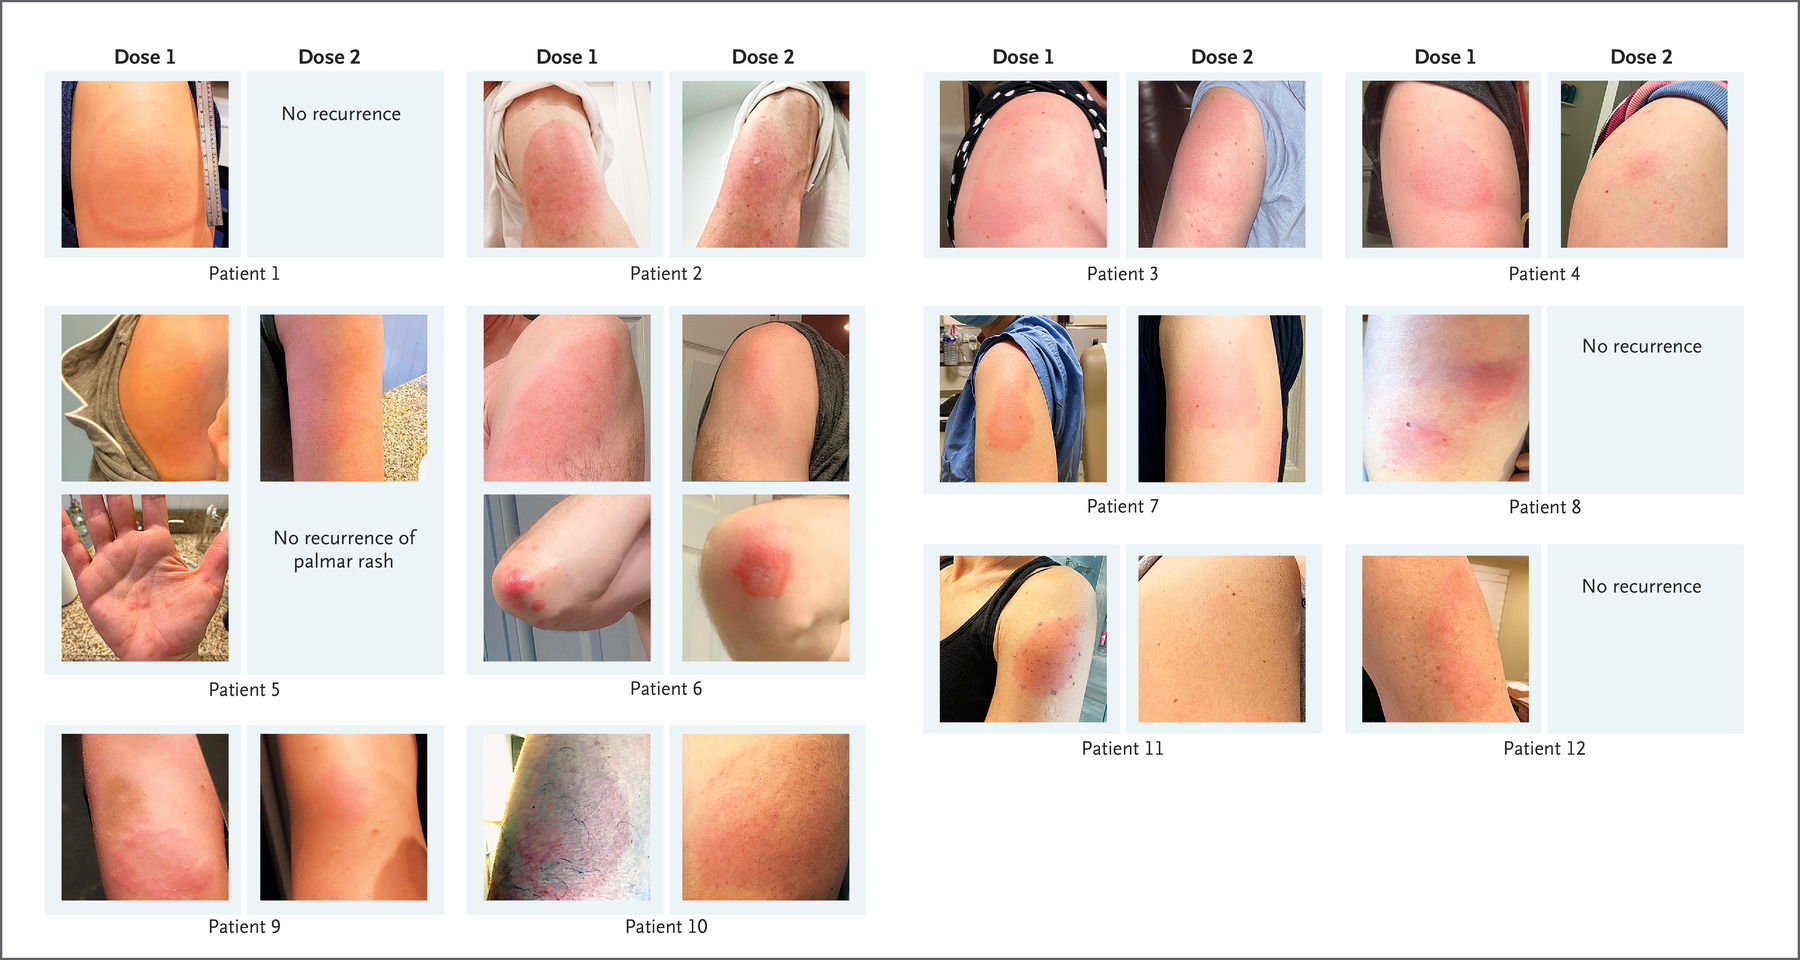 Dose 1
Dose 2
Dose 1
Dose 2
Dose 1
Dose 2
Dose 1
Dose 2
No recurrence
Patient 1
Patient 2
Patient 3
Patient 4
No recurrence
No recurrence of
palmar rash
Patient 5
Patient 6
Patient 7
Patient 8
No recurrence
Patient 11
Patient 12
Patient 9
Patient 10